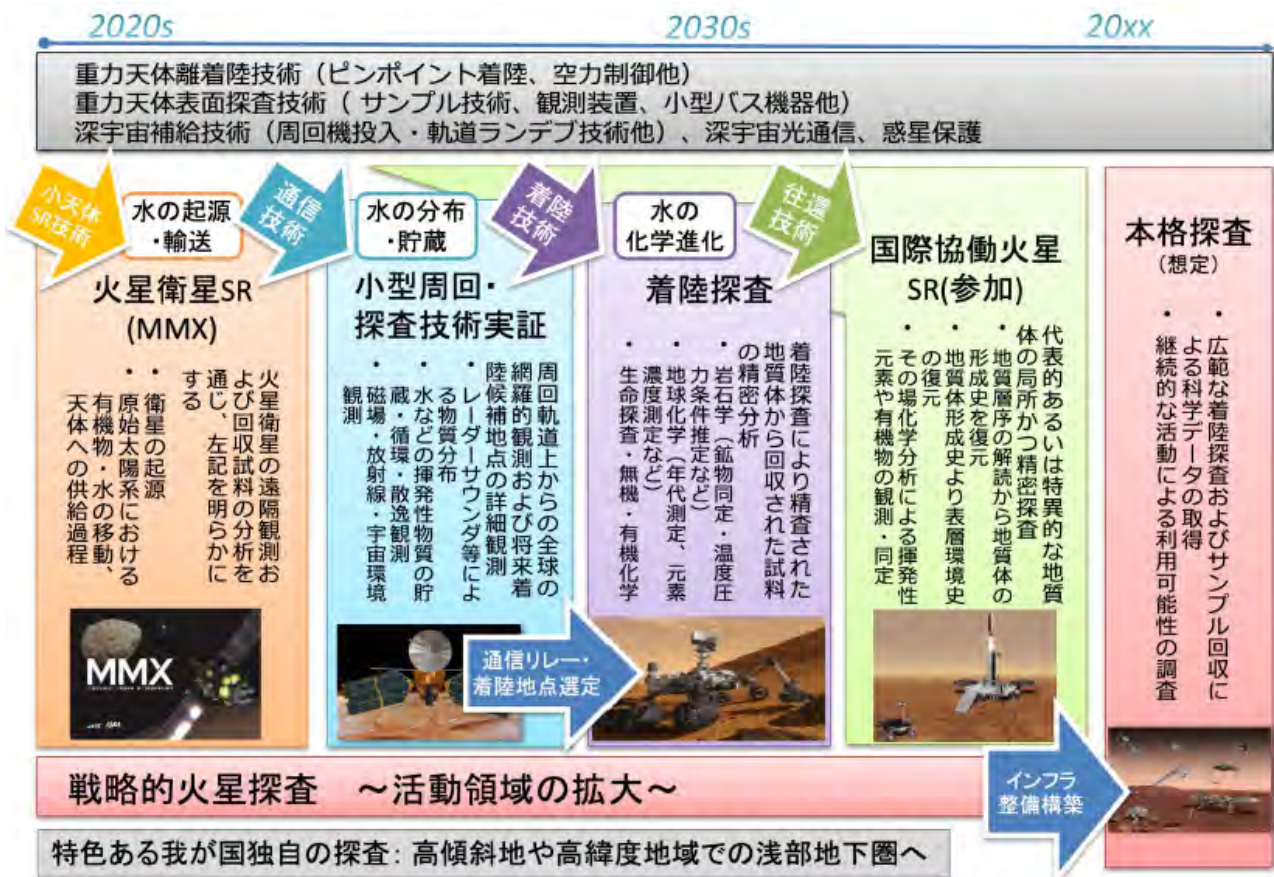 2020s
2030s
20xx
重力天体離着陸技術（ピンポイント着陸、空力制御他）
重力天体表面探査技術（ サンプル技術、観測装置、小型バス機器他）
深宇宙補給技術（周回機投入・軌道ランデブ技術他）、深宇宙光通信、惑星保護
小天体
SR技術
水の起源
・輸送
火星衛星SR
(MMX)
火星衛星の遠隔観測お
よび回収試料の分析を
通じ、左記を明らかに
する
・衛星の起源
・原始太陽系における
有機物・水の移動、
天体への供給過程
MMX
通信
技術
水の分布
・貯蔵
小型周回・
探査技術実証
周回軌道上からの全球の
網羅的観測および将来着
陸候補地点の詳細観測
・レーダーサウンダ等によ
る物質分布
・水などの揮発性物質の貯
蔵・循環・散逸観測
・磁場・放射線・宇宙環境
観測
着陸
技術
水の
化学進化
着陸探査
着陸探査により精査された
地質体から回収された試料
の精密分析
・岩石学（鉱物同定・温度圧
力条件推定など）
・地球化学（年代測定、元素
濃度測定など）
・生命探査・無機・有機化学
通信リレー・
着陸地点選定
往還
技術
国際協働火星
SR(参加)
代表的あるいは特異的な地質
体の局所かつ精密探査
・地質層序の解読から地質体の
形成史を復元
・地質体形成史より表層環境史
の復元
・その場化学分析による揮発性
元素や有機物の観測・同定
本格探査
（想定）
・広範な着陸探査およびサンプル回収に
よる科学データの取得
・継続的な活動による利用可能性の調査
インフラ
整備構築
戦略的火星探査　～活動領域の拡大～
特色ある我が国独自の探査: 高傾斜地や高緯度地域での浅部地下圏へ